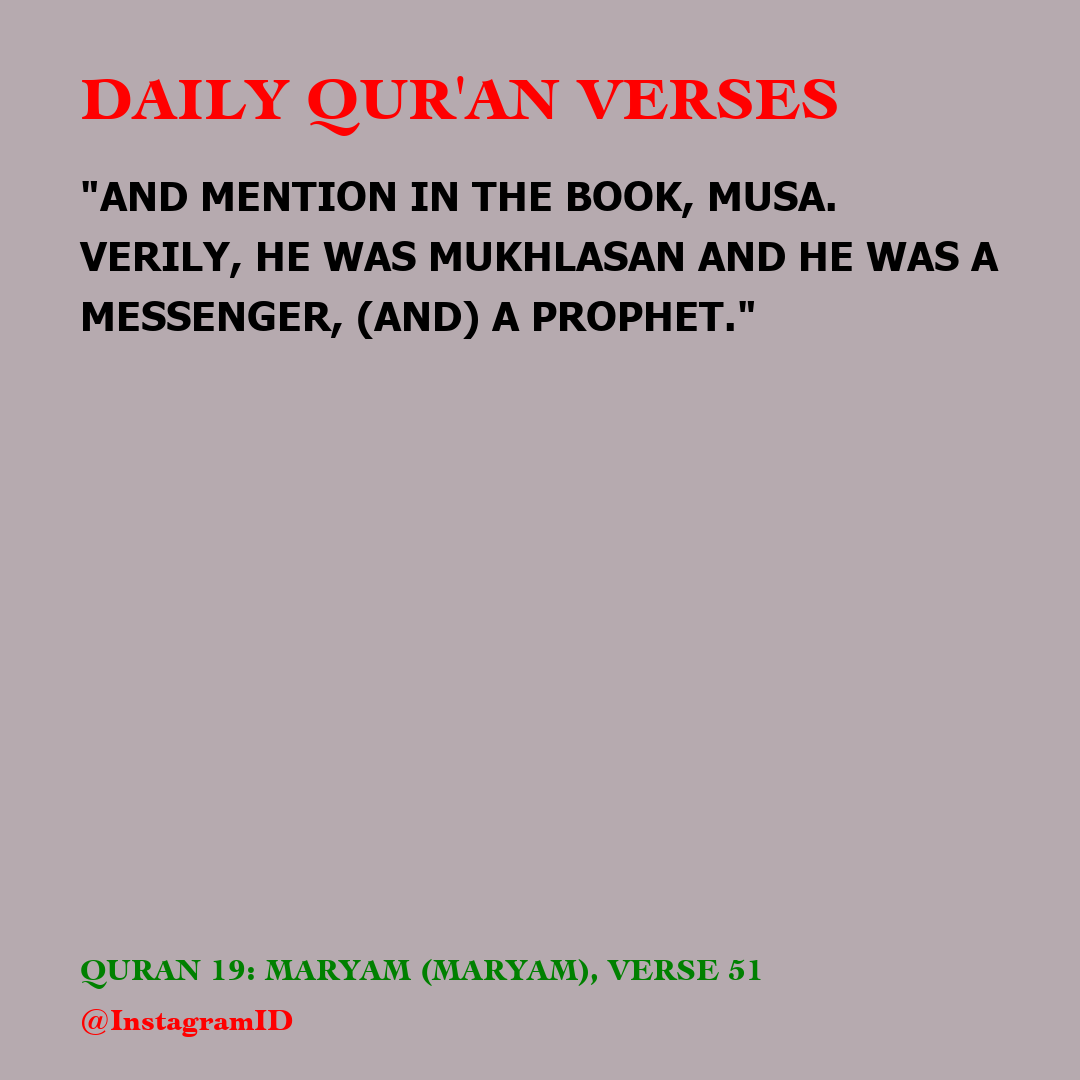 DAILY QUR'AN VERSES
"AND MENTION IN THE BOOK, MUSA.
VERILY, HE WAS MUKHLASAN AND HE WAS A
MESSENGER, (AND) A PROPHET."
QURAN 19: MARYAM (MARYAM), VERSE 51
@InstagramID